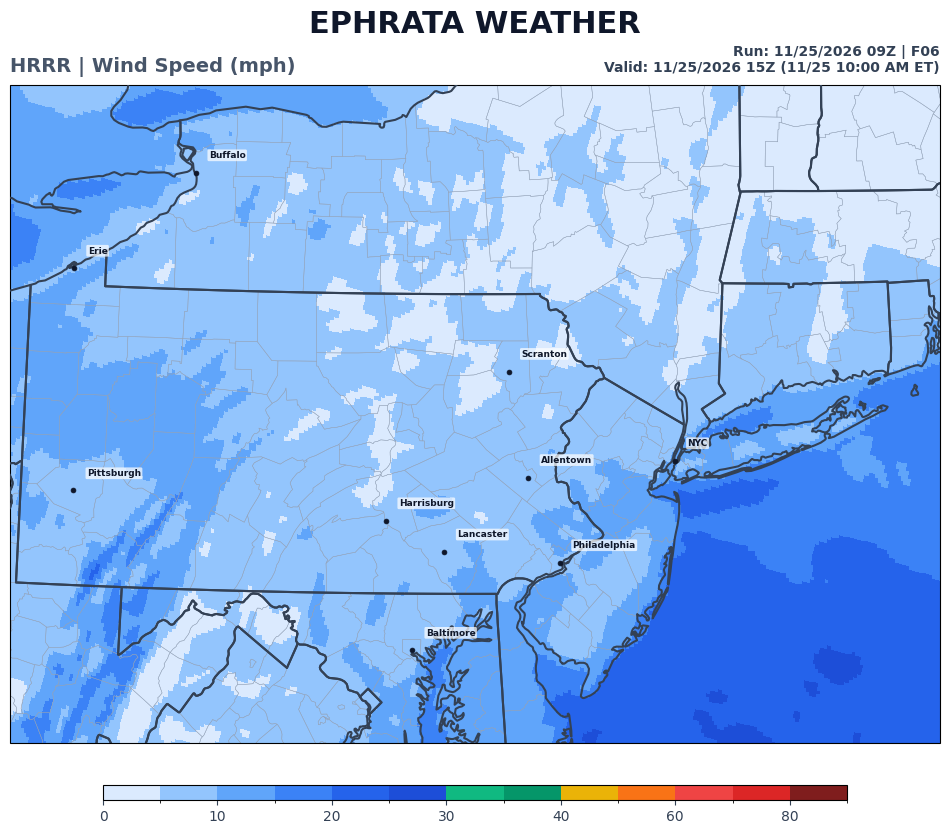 EPHRATA WEATHER
HRRR | Wind Speed (mph)
Run: 11/25/2026 09Z | F06
Valid: 11/25/2026 15Z (11/25 10:00 AM ET)
Buffalo
Erie
Scranton
NYC
Allentown
Pittsburgh
Harrisburg
Lancaster
Philadelphia
Baltimore
0 10 20 30 40 50 60 70 80